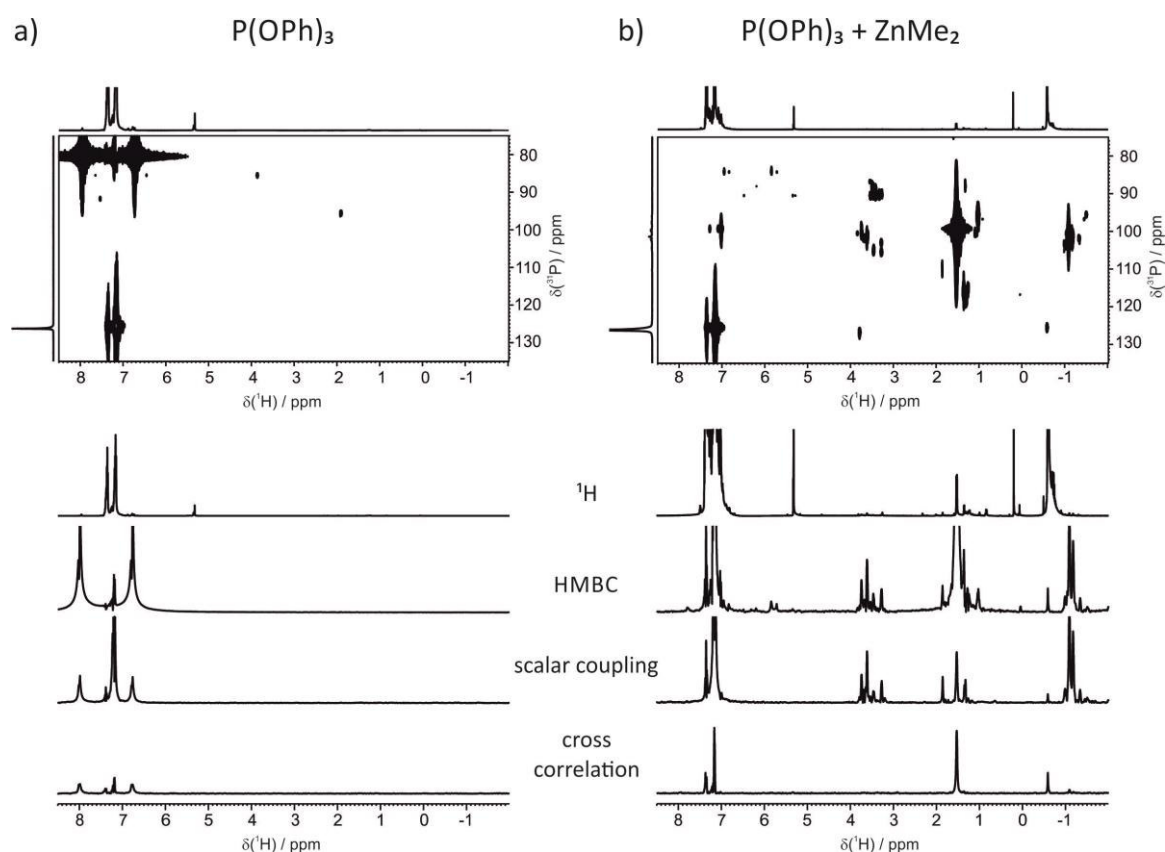 a) P(OPh)₃
b) P(OPh)₃ + ZnMe₂
80
90
100
110
120
130
δ(³¹P) / ppm
8 7 6 5 4 3 2 1 0 -1
δ(¹H) / ppm
80
90
100
110
120
130
δ(³¹P) / ppm
8 7 6 5 4 3 2 1 0 -1
δ(¹H) / ppm
¹H
HMBC
scalar coupling
cross
correlation
8 7 6 5 4 3 2 1 0 -1
δ(¹H) / ppm
8 7 6 5 4 3 2 1 0 -1
δ(¹H) / ppm